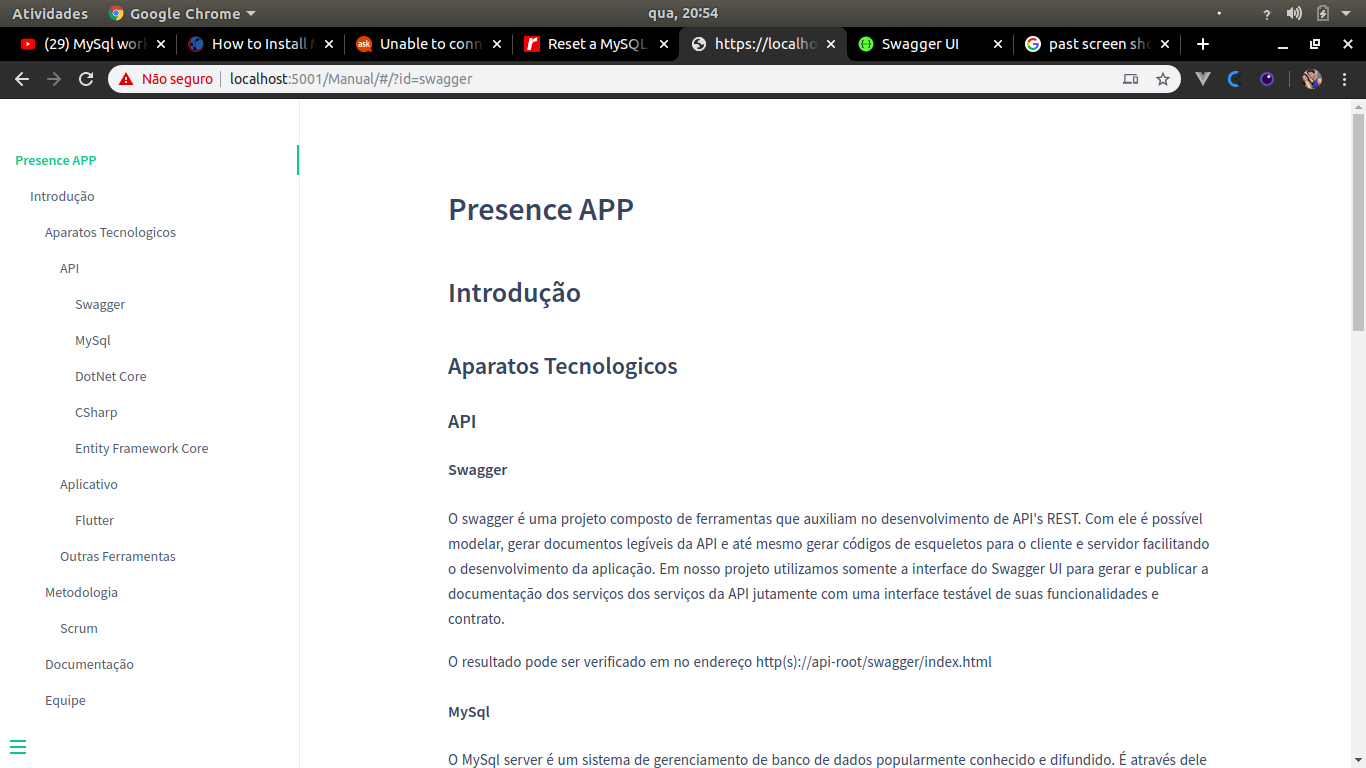 Atividades Google Chrome qua, 20:54 ?
(29) MySql wor How to Install Unable to con Reset a MySQL https://localho Swagger UI past screen sh
Não seguro localhost:5001/Manual/#/?id=swagger
Presence APP
Introdução
Aparatos Tecnologicos
API
Swagger
MySql
DotNet Core
CSharp
Entity Framework Core
Aplicativo
Flutter
Outras Ferramentas
Metodologia
Scrum
Documentação
Equipe
Presence APP
Introdução
Aparatos Tecnologicos
API
Swagger
O swagger é uma projeto composto de ferramentas que auxiliam no desenvolvimento de API's REST. Com ele é possível
modelar, gerar documentos legíveis da API e até mesmo gerar códigos de esqueletos para o cliente e servidor facilitando
o desenvolvimento da aplicação. Em nosso projeto utilizamos somente a interface do Swagger UI para gerar e publicar a
documentação dos serviços dos serviços da API jutamente com uma interface testável de suas funcionalidades e
contrato.
O resultado pode ser verificado em no endereço http(s)://api-root/swagger/index.html
MySql
O MySql server é um sistema de gerenciamento de banco de dados popularmente conhecido e difundido. É através dele